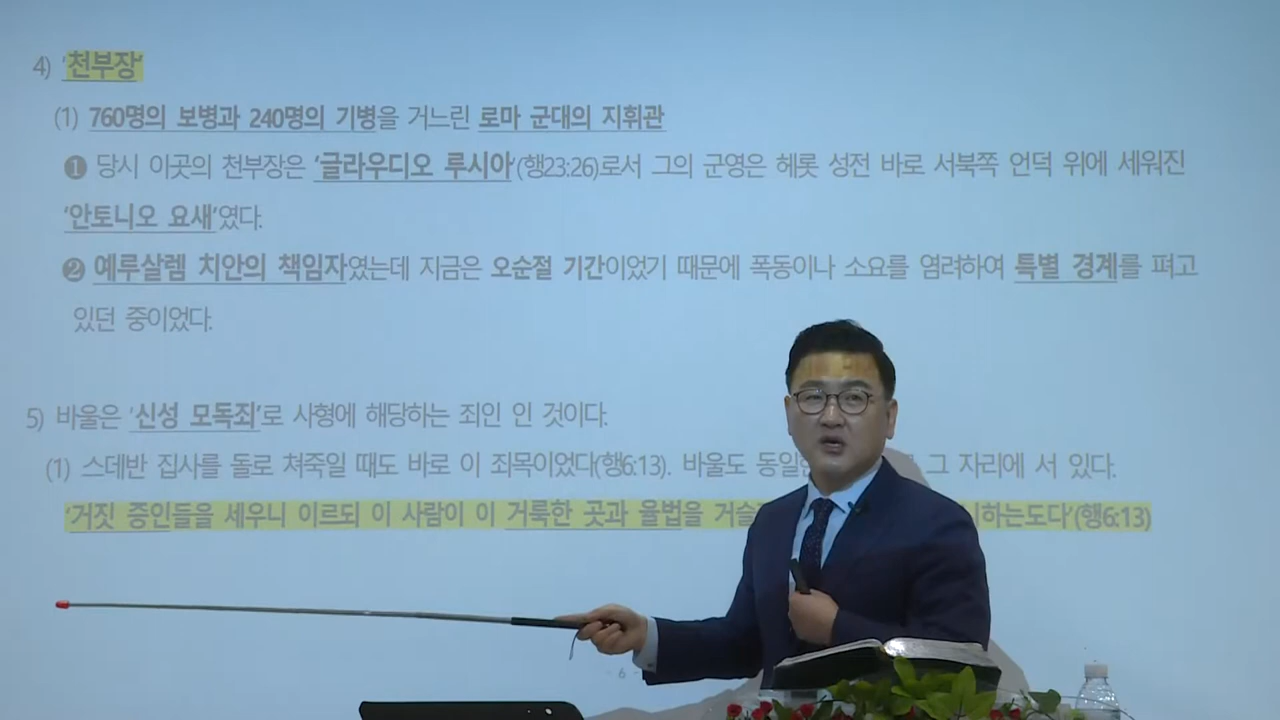 4) '천부장'
(1) 760명의 보병과 240명의 기병을 거느린 로마 군대의 지휘관
❶ 당시 이곳의 천부장은 '글라우디오 루시아'(행23:26)로서 그의 군영은 헤롯 성전 바로 서북쪽 언덕 위에 세워진
'안토니오 요새'였다.
❷ 예루살렘 치안의 책임자였는데 지금은 오순절 기간이었기 때문에 폭동이나 소요를 염려하여 특별 경계를 펴고
있던 중이었다.
5) 바울은 '신성 모독죄'로 사형에 해당하는 죄인 인 것이다.
(1) 스데반 집사를 돌로 쳐죽일 때도 바로 이 죄목이었다(행6:13). 바울도 그 자리에 서 있다.
'거짓 증인들을 세우니 이르되 이 사람이 이 거룩한 곳과 율법을 하는도다'(행6:13)
6